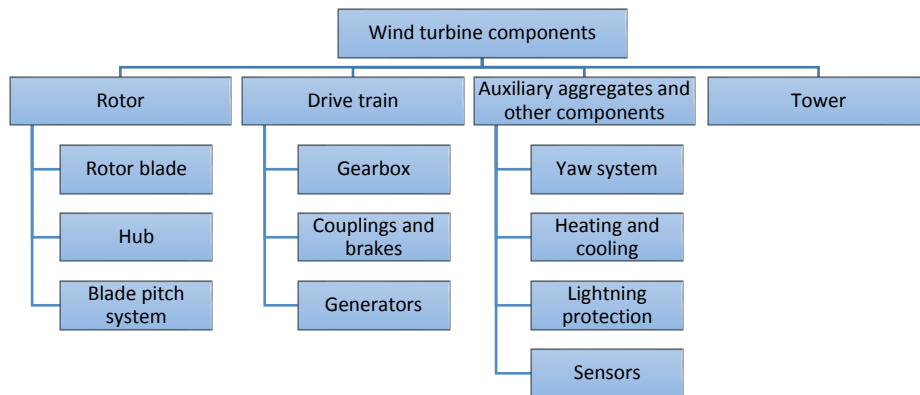 Wind turbine components
Rotor
Drive train
Auxiliary aggregates and
other components
Tower
Rotor blade
Hub
Blade pitch
system
Gearbox
Couplings and
brakes
Generators
Yaw system
Heating and
cooling
Lightning
protection
Sensors